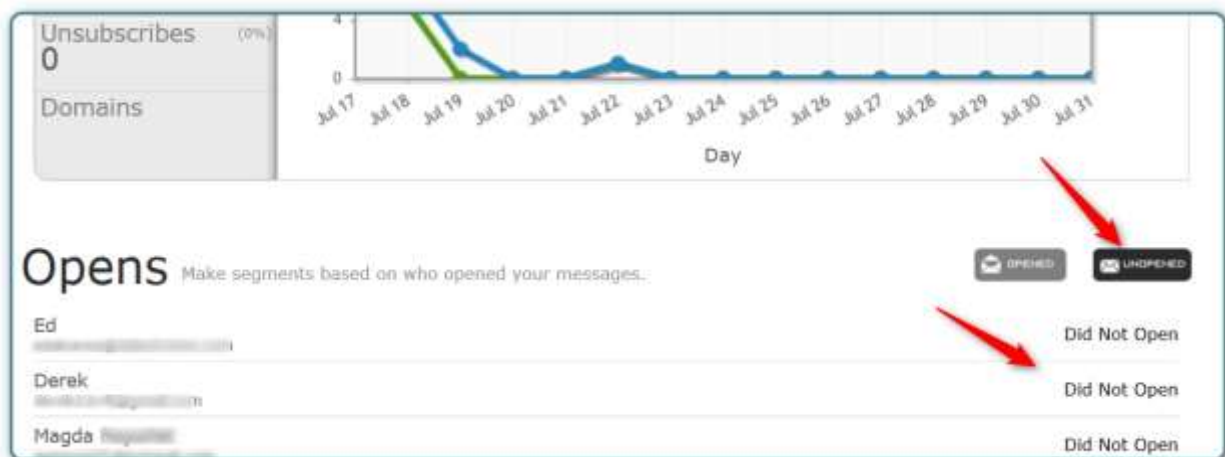 Unsubscribes (0%)
0
Domains
4
0
Jul 17 Jul 18 Jul 19 Jul 20 Jul 21 Jul 22 Jul 23 Jul 24 Jul 25 Jul 26 Jul 27 Jul 28 Jul 29 Jul 30 Jul 31
Day
Opens Make segments based on who opened your messages.
OPENED UNOPENED
Ed
Did Not Open
Derek
Did Not Open
Magda
Did Not Open